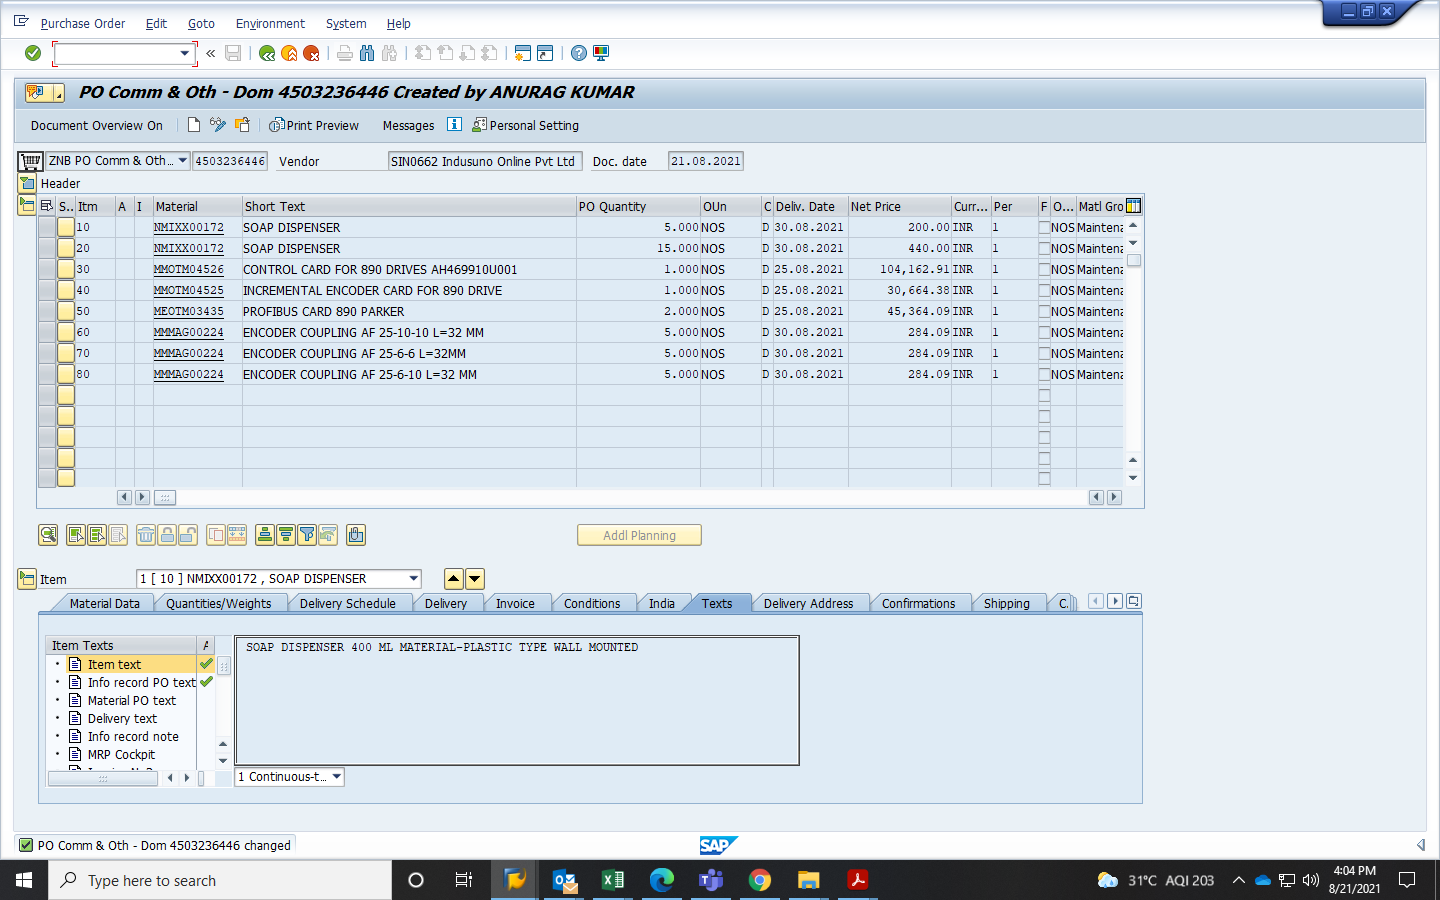 Purchase Order Edit Goto Environment System Help
PO Comm & Oth - Dom 4503236446 Created by ANURAG KUMAR
Document Overview On Print Preview Messages Personal Setting
ZNB PO Comm & Oth... 4503236446 Vendor SIN0662 Indusuno Online Pvt Ltd Doc. date 21.08.2021
Header
S.. Itm A I Material Short Text PO Quantity OUn C Deliv. Date Net Price Curr... Per F O... Matl Gro
10 NMIXX00172 SOAP DISPENSER 5.000 NOS D 30.08.2021 200.00 INR 1 NOS Maintena
20 NMIXX00172 SOAP DISPENSER 15.000 NOS D 30.08.2021 440.00 INR 1 NOS Maintena
30 MMOTM04526 CONTROL CARD FOR 890 DRIVES AH469910U001 1.000 NOS D 25.08.2021 104,162.91 INR 1 NOS Maintena
40 MMOTM04525 INCREMENTAL ENCODER CARD FOR 890 DRIVE 1.000 NOS D 25.08.2021 30,664.38 INR 1 NOS Maintena
50 MEOTM03435 PROFIBUS CARD 890 PARKER 2.000 NOS D 25.08.2021 45,364.09 INR 1 NOS Maintena
60 MMMAG00224 ENCODER COUPLING AF 25-10-10 L=32 MM 5.000 NOS D 30.08.2021 284.09 INR 1 NOS Maintena
70 MMMAG00224 ENCODER COUPLING AF 25-6-6 L=32MM 5.000 NOS D 30.08.2021 284.09 INR 1 NOS Maintena
80 MMMAG00224 ENCODER COUPLING AF 25-6-10 L=32 MM 5.000 NOS D 30.08.2021 284.09 INR 1 NOS Maintena
Addl Planning
Item 1 [ 10 ] NMIXX00172 , SOAP DISPENSER
Material Data Quantities/Weights Delivery Schedule Delivery Invoice Conditions India Texts Delivery Address Confirmations Shipping C.
Item Texts A
SOAP DISPENSER 400 ML MATERIAL-PLASTIC TYPE WALL MOUNTED
Item text
Info record PO text
Material PO text
Delivery text
Info record note
MRP Cockpit
1 Continuous-t...
PO Comm & Oth - Dom 4503236446 changed
SAP
Type here to search
31°C AQI 203
4:04 PM
8/21/2021